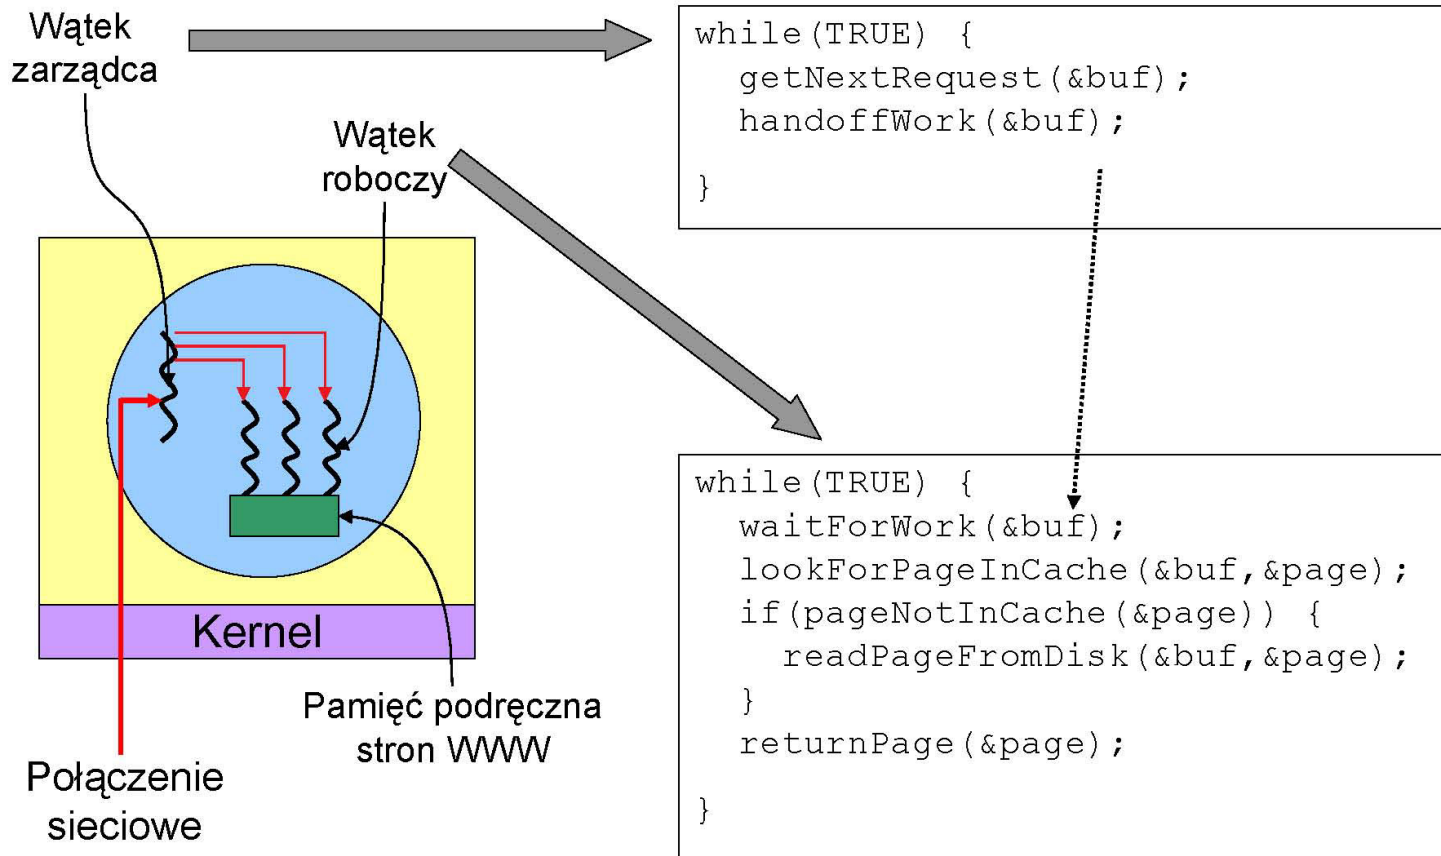 Wątek
zarządca
while(TRUE) {
getNextRequest(&buf);
handoffWork(&buf);
}
Wątek
roboczy
Kernel
Pamięć podręczna
stron WWW
Połączenie
sieciowe
while(TRUE) {
waitForWork(&buf);
lookForPageInCache(&buf,&page);
if(pageNotInCache(&page)) {
readPageFromDisk(&buf,&page);
}
returnPage(&page);
}